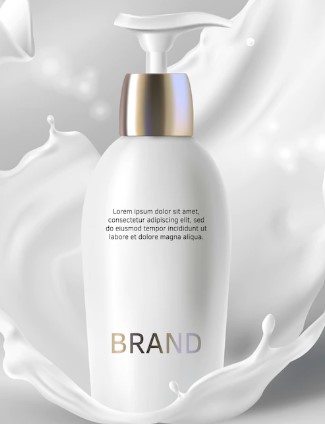 Lorem ipsum dolor sit amet,
consectetur adipiscing elit, sed
do eiusmod tempor incididunt ut
labore et dolore magna aliqua.
BRAND